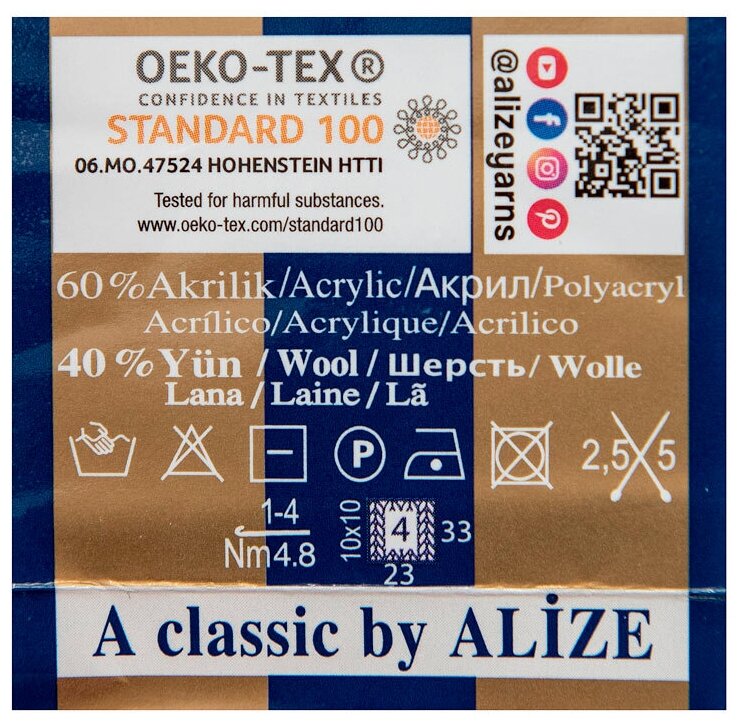 OEKO-TEX®
CONFIDENCE IN TEXTILES
STANDARD 100
06.MO.47524 HOHENSTEIN HTTI
Tested for harmful substances.
www.oeko-tex.com/standard100
@alizeyarns
60%Akrilik/Acrylic/Акрил/Polyacryl
Acrílico/Acrylique/Acrilico
40 % Yün / Wool / Шерсть / Wolle
Lana / Laine / Lã
P
2,5 5
1-4
Nm4.8
10x10
4
33
23
A classic by ALİZE